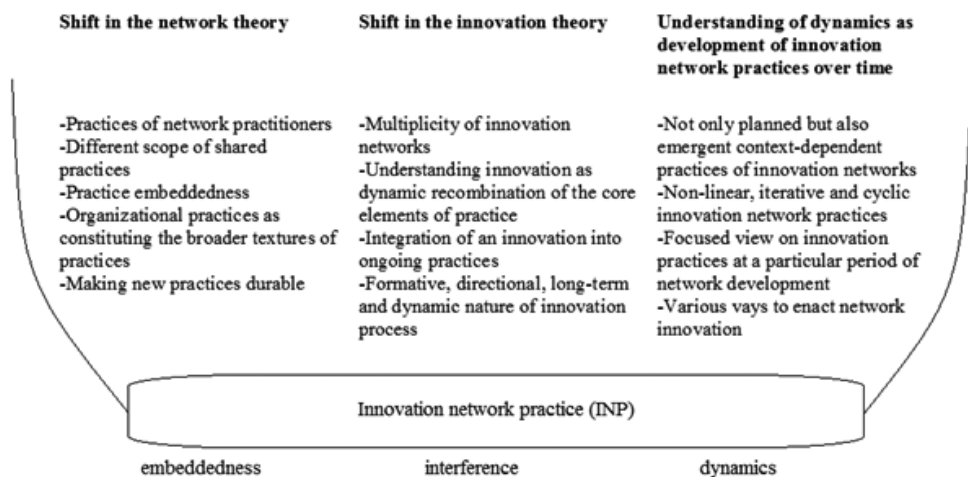 Shift in the network theory
-Practices of network practitioners
-Different scope of shared
practices
-Practice embeddedness
-Organizational practices as
constituting the broader textures of
practices
-Making new practices durable
Shift in the innovation theory
-Multiplicity of innovation
networks
-Understanding innovation as
dynamic recombination of the core
elements of practice
-Integration of an innovation into
ongoing practices
-Formative, directional, long-term
and dynamic nature of innovation
process
Understanding of dynamics as
development of innovation
network practices over time
-Not only planned but also
emergent context-dependent
practices of innovation networks
-Non-linear, iterative and cyclic
innovation network practices
-Focused view on innovation
practices at a particular period of
network development
-Various vays to enact network
innovation
Innovation network practice (INP)
embeddedness
interference
dynamics